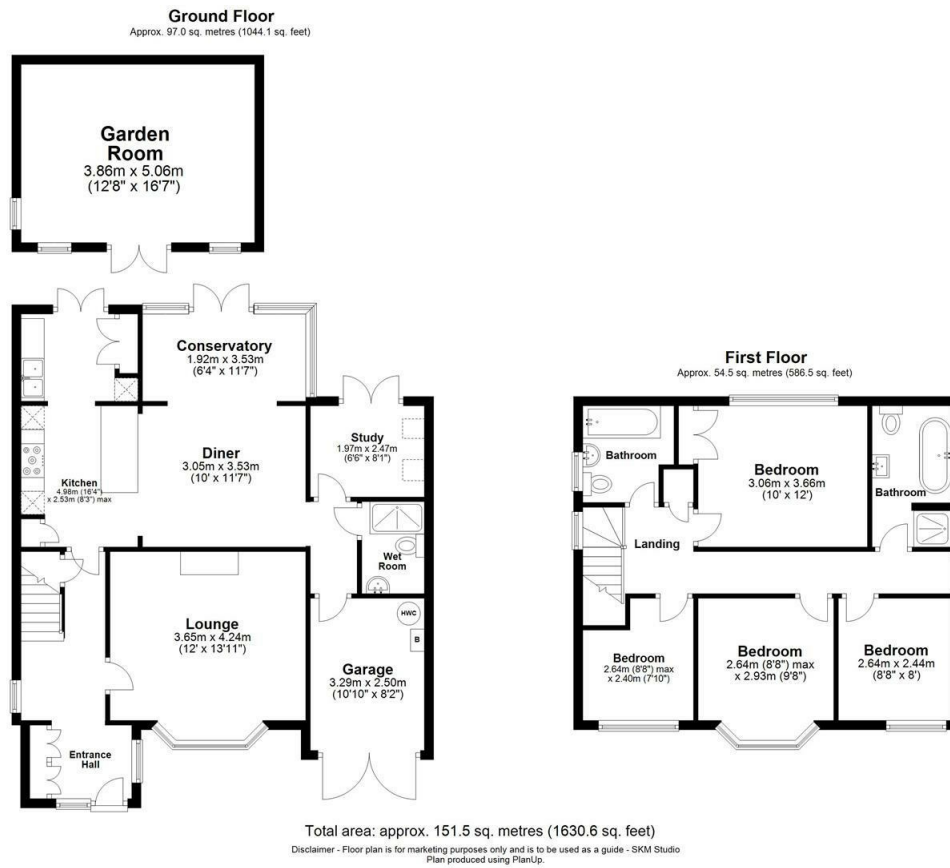 Ground Floor
Approx. 97.0 sq. metres (1044.1 sq. feet)
Garden
Room
3.86m x 5.06m
(12'8" x 16'7")
Conservatory
1.92m x 3.53m
(6'4" x 11'7")
Study
1.97m x 2.47m
(6'6" x 8'1")
Diner
3.05m x 3.53m
(10' x 11'7")
Kitchen
4.98m (16'4")
x 2.53m (8'3") max
Wet
Room
Lounge
3.65m x 4.24m
(12' x 13'11")
HWC
B
Garage
3.29m x 2.50m
(10'10" x 8'2")
Entrance
Hall
First Floor
Approx. 54.5 sq. metres (586.5 sq. feet)
Bathroom
Bedroom
3.06m x 3.66m
(10' x 12')
Bathroom
Landing
Bedroom
2.64m (8'8") max
x 2.40m (7'10")
Bedroom
2.64m (8'8") max
x 2.93m (9'8")
Bedroom
2.64m x 2.44m
(8'8" x 8')
Total area: approx. 151.5 sq. metres (1630.6 sq. feet)
Disclaimer - Floor plan is for marketing purposes only and is to be used as a guide - SKM Studio
Plan produced using PlanUp.